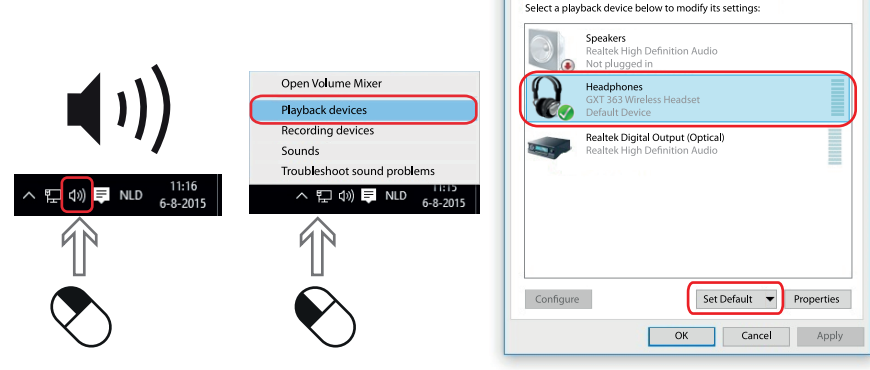 NLD
11:16
6-8-2015
Open Volume Mixer
Playback devices
Recording devices
Sounds
Troubleshoot sound problems
NLD
11:15
6-8-2015
Select a playback device below to modify its settings:
Speakers
Realtek High Definition Audio
Not plugged in
Headphones
GXT 363 Wireless Headset
Default Device
Realtek Digital Output (Optical)
Realtek High Definition Audio
Configure
Set Default
Properties
OK
Cancel
Apply